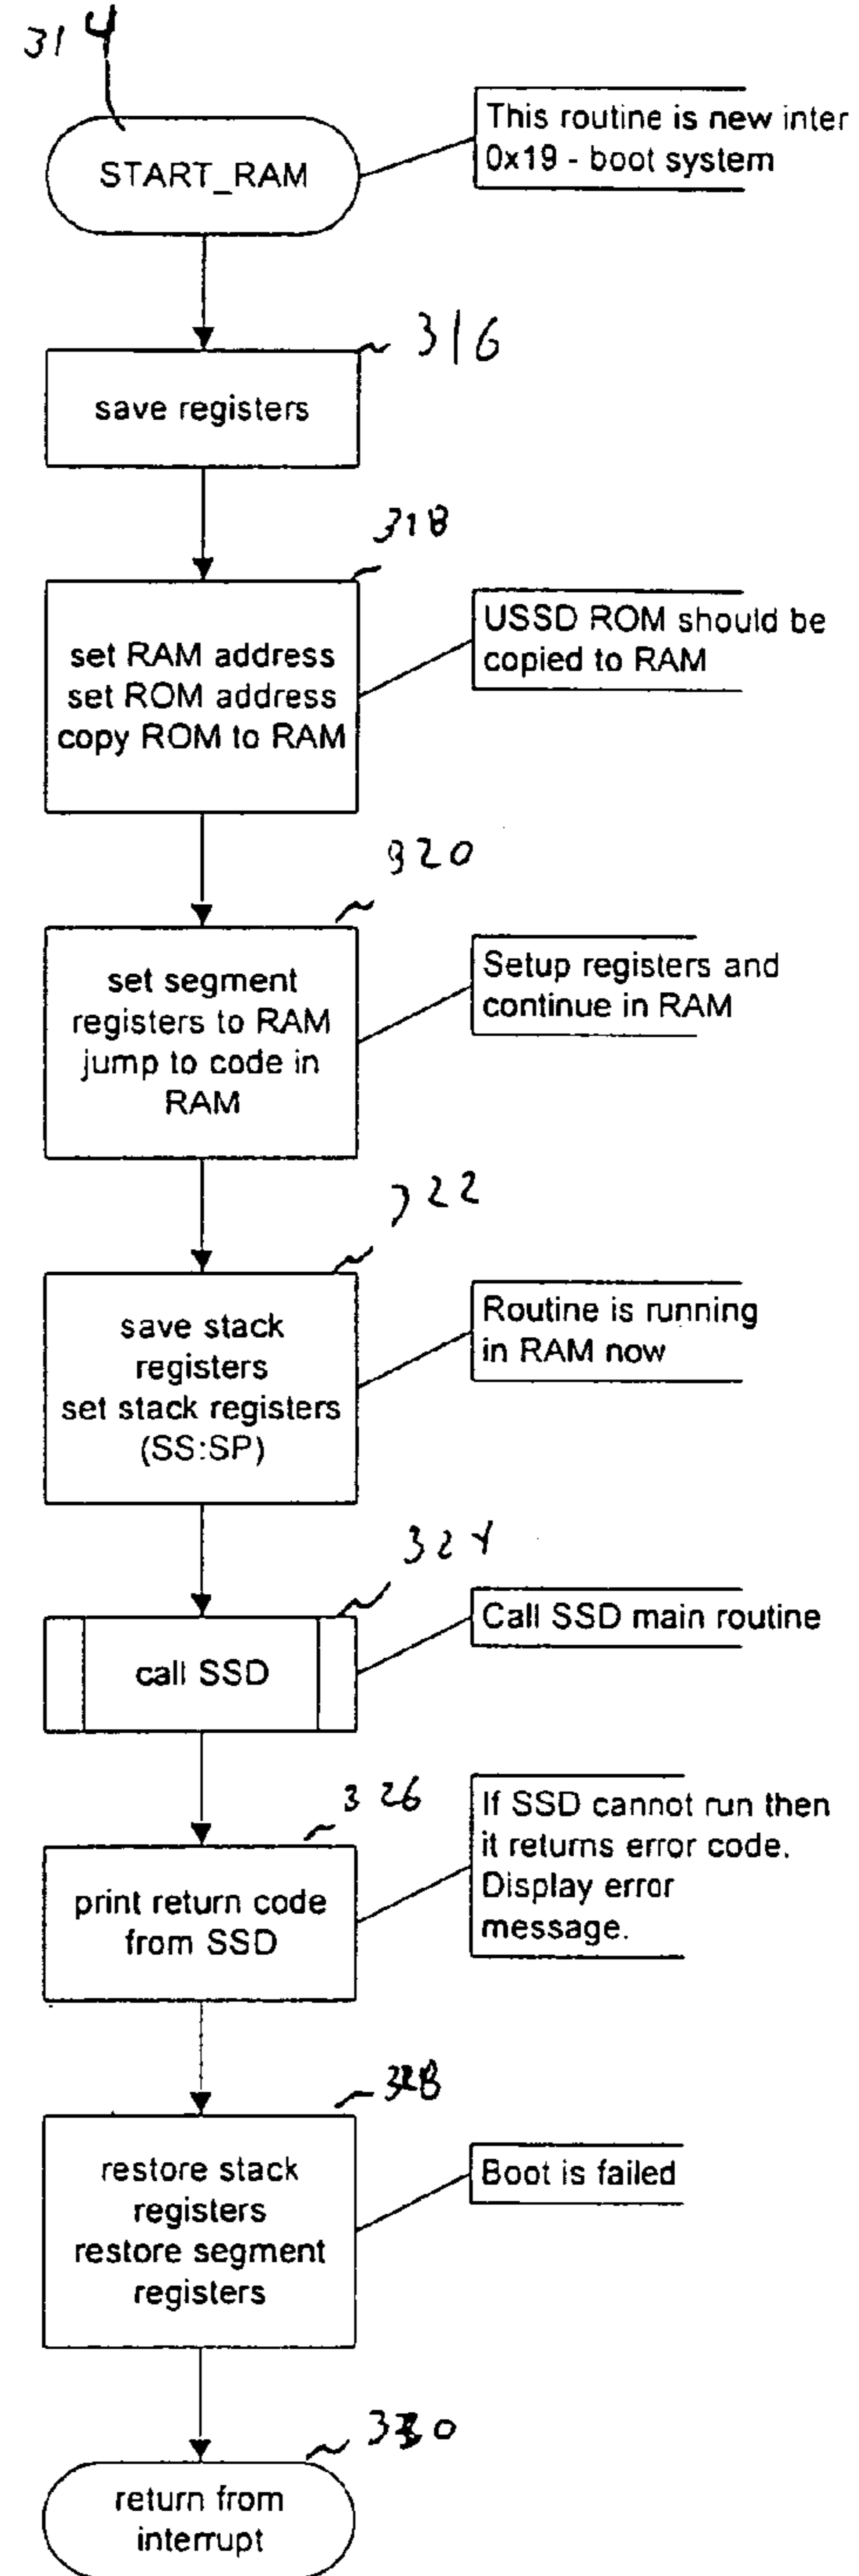 314
This routine is new inter
0x19 - boot system
START_RAM
316
save registers
318
set RAM address
set ROM address
copy ROM to RAM
USSD ROM should be
copied to RAM
320
set segment
registers to RAM
jump to code in
RAM
Setup registers and
continue in RAM
322
save stack
registers
set stack registers
(SS:SP)
Routine is running
in RAM now
324
call SSD
Call SSD main routine
326
print return code
from SSD
If SSD cannot run then
it returns error code.
Display error
message.
328
restore stack
registers
restore segment
registers
Boot is failed
330
return from
interrupt